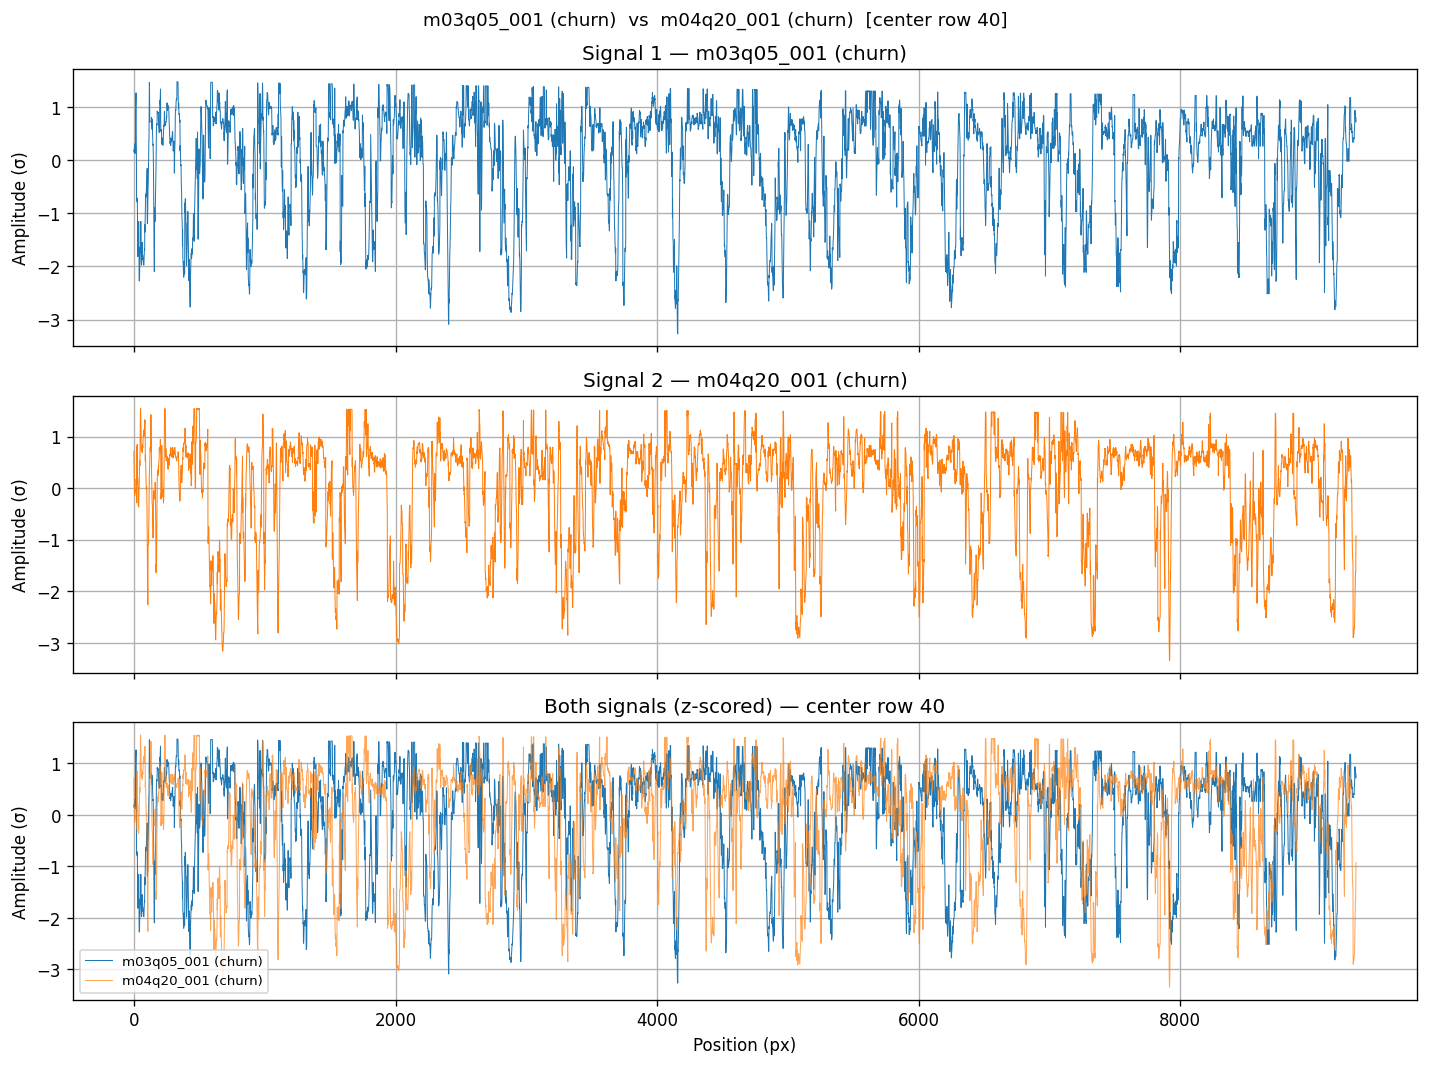 m03q05_001 (churn)  vs  m04q20_001 (churn)  [center row 40]
Signal 1 — m03q05_001 (churn)
Amplitude (σ)
1
0
−1
−2
−3
Signal 2 — m04q20_001 (churn)
Amplitude (σ)
1
0
−1
−2
−3
Both signals (z-scored) — center row 40
Amplitude (σ)
1
0
−1
−2
−3
m03q05_001 (churn)
m04q20_001 (churn)
0 2000 4000 6000 8000
Position (px)